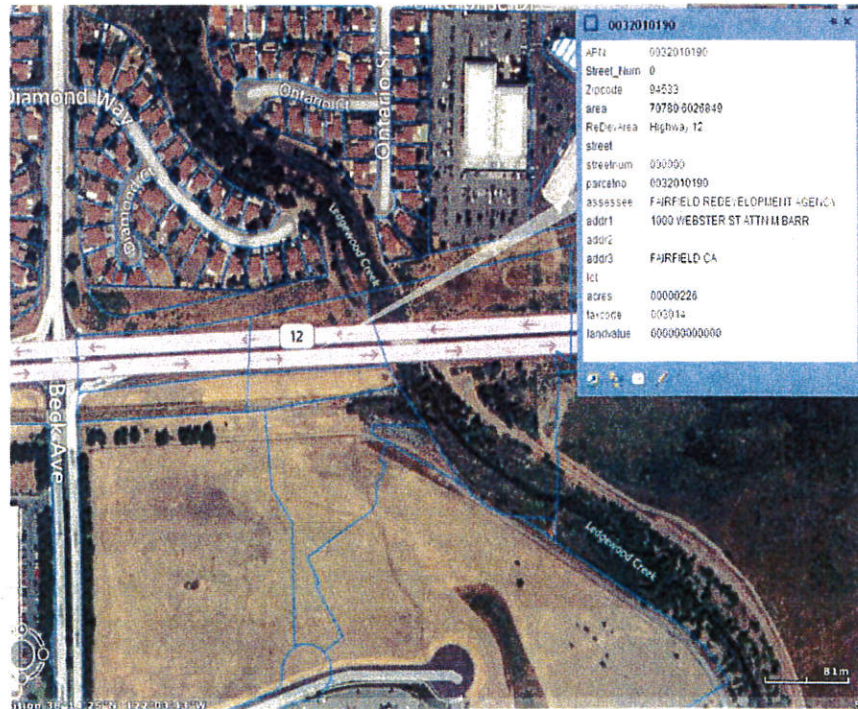 0032010190
APN 0032010190
Street_Num 0
Zipcode 94533
area 70780.6026849
ReDevArea Highway 12
street
streetnum 000000
parcelno 0032010190
assessee FAIRFIELD REDEVELOPMENT AGENCY
addr1 1000 WEBSTER ST ATTN M BARR
addr2
addr3 FAIRFIELD CA
lct
acres 00000226
taxcode 003014
landvalue 000000000000
Diamond Way
Diamond Ct
Ontario Ct
Ontario St
Ledgewood Creek
12
Beck Ave
Ledgewood Creek
81m